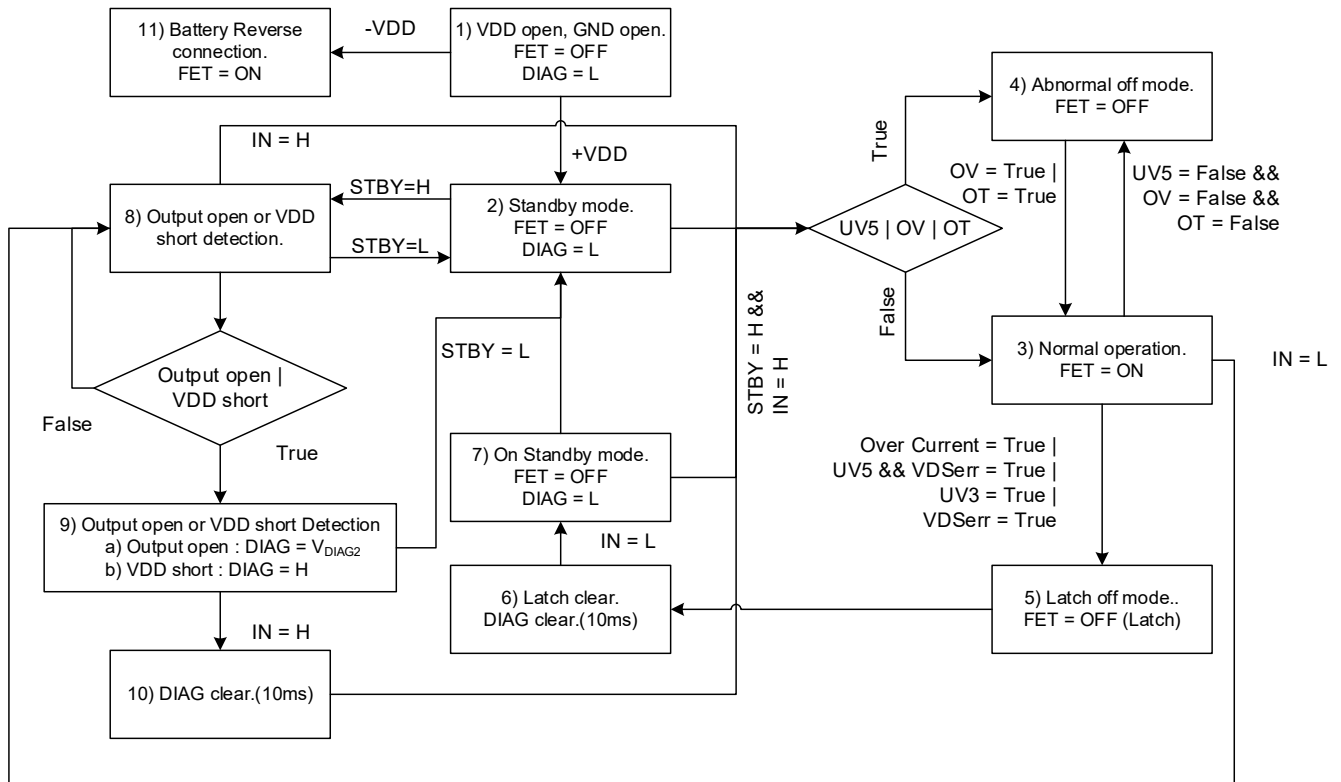 11) Battery Reverse
connection.
FET = ON
-VDD
1) VDD open, GND open.
FET = OFF
DIAG = L
+VDD
IN = H
8) Output open or VDD
short detection.
STBY=H
STBY=L
2) Standby mode.
FET = OFF
DIAG = L
UV5 | OV | OT
True
False
4) Abnormal off mode.
FET = OFF
OV = True |
OT = True
UV5 = False &&
OV = False &&
OT = False
3) Normal operation.
FET = ON
IN = L
Output open |
VDD short
False
True
STBY = L
STBY = H &&
IN = H
7) On Standby mode.
FET = OFF
DIAG = L
Over Current = True |
UV5 && VDSerr = True |
UV3 = True |
VDSerr = True
9) Output open or VDD short Detection
a) Output open : DIAG = VDIAG2
b) VDD short : DIAG = H
IN = L
6) Latch clear.
DIAG clear.(10ms)
5) Latch off mode..
FET = OFF (Latch)
IN = H
10) DIAG clear.(10ms)